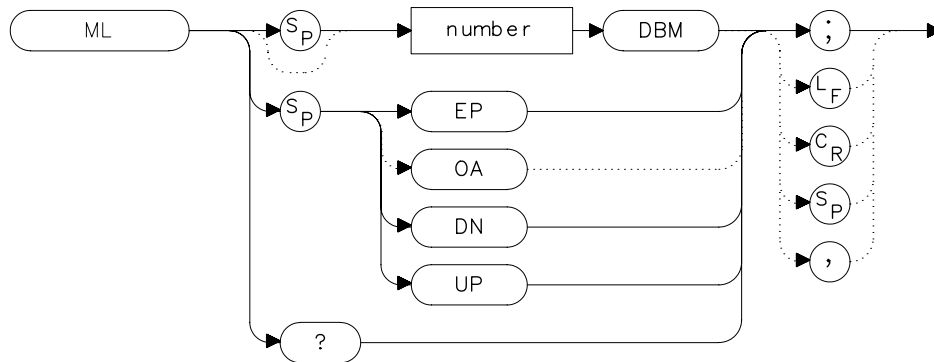 ML SP number DBM ;
LF
SP EP
CR
OA
SP
DN
,
UP
?